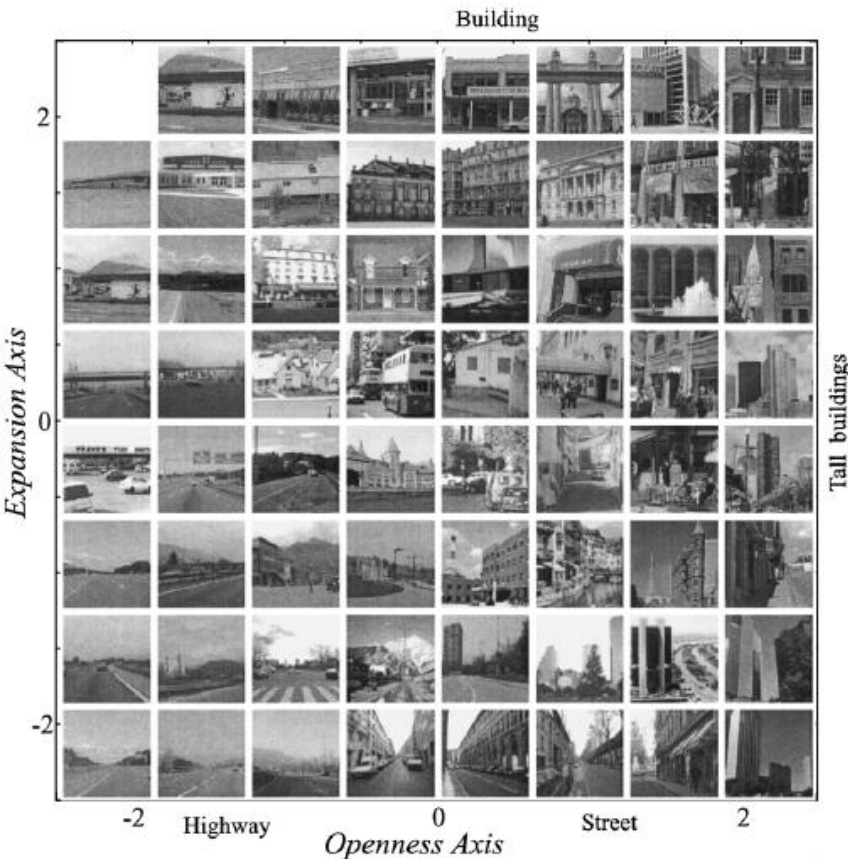 Building
2
Expansion Axis
0
Tall buildings
-2
-2
0
2
Highway
Street
Openness Axis